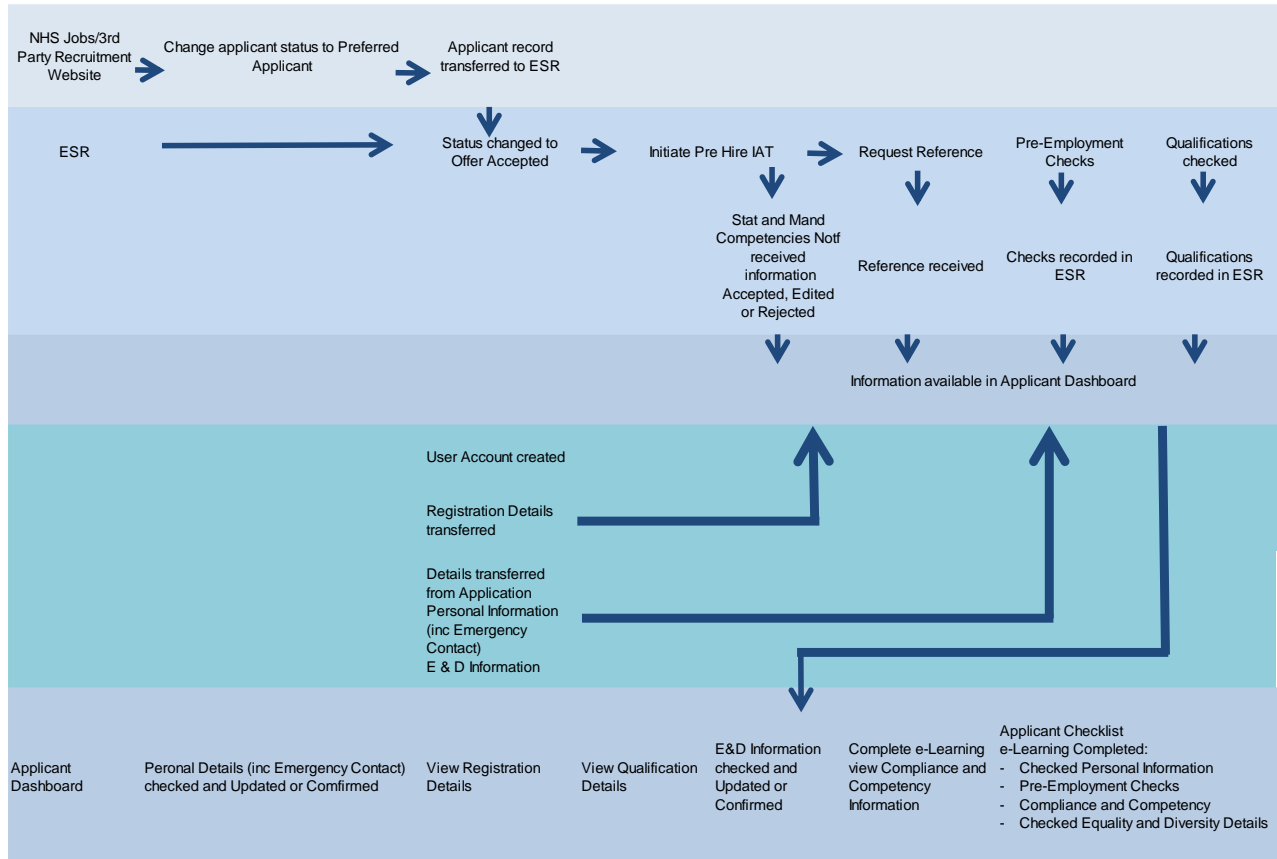 NHS Jobs/3rd
Party Recruitment
Website
Change applicant status to Preferred
Applicant
Applicant record
transferred to ESR
ESR
Status changed to
Offer Accepted
Initiate Pre Hire IAT
Request Reference
Pre-Employment
Checks
Qualifications
checked
Stat and Mand
Competencies Notf
received
information
Accepted, Edited
or Rejected
Reference received
Checks recorded in
ESR
Qualifications
recorded in ESR
Information available in Applicant Dashboard
User Account created
Registration Details
transferred
Details transferred
from Application
Personal Information
(inc Emergency
Contact)
E & D Information
Applicant
Dashboard
Peronal Details (inc Emergency Contact)
checked and Updated or Comfirmed
View Registration
Details
View Qualification
Details
E&D Information
checked and
Updated or
Confirmed
Complete e-Learning
view Compliance and
Competency
Information
Applicant Checklist
e-Learning Completed:
- Checked Personal Information
- Pre-Employment Checks
- Compliance and Competency
- Checked Equality and Diversity Details